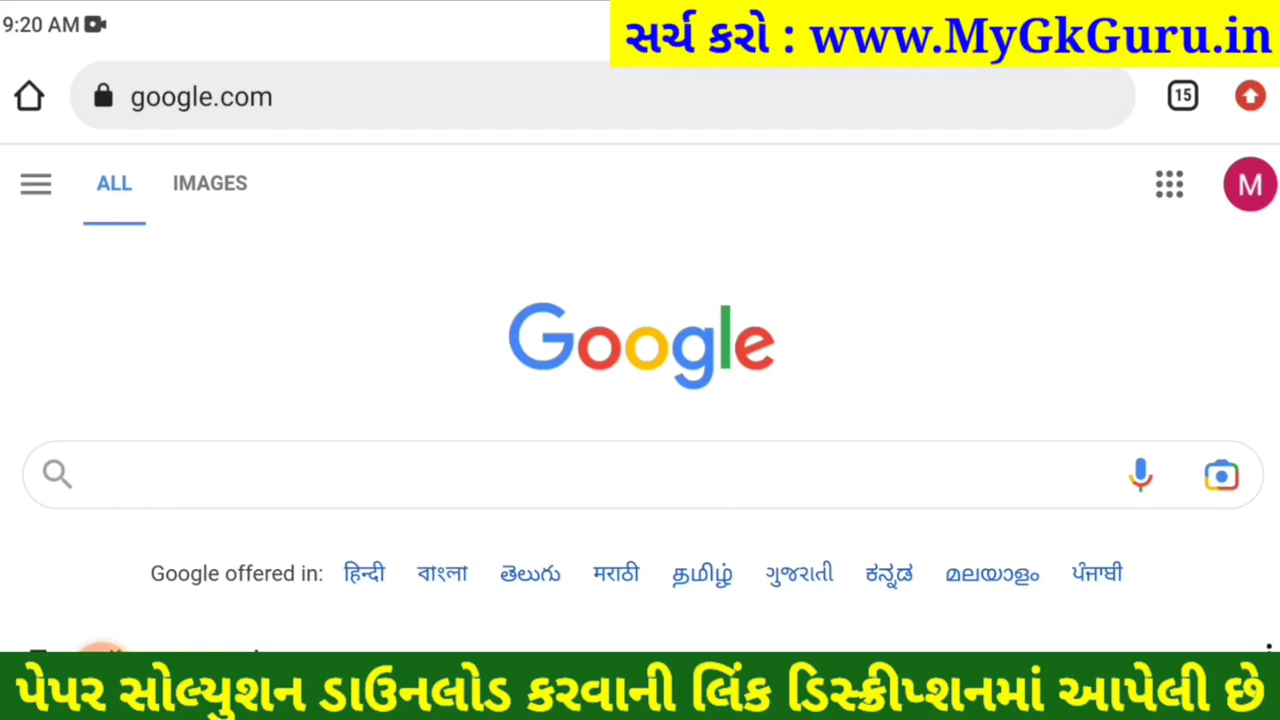 9:20 AM
સર્ચ કરો : www.MyGkGuru.in
google.com
15
ALL IMAGES
M
Google
Google offered in: हिन्दी বাংলা తెలుగు मराठी தமிழ் ગુજરાતી ಕನ್ನಡ മലയാളം ਪੰਜਾਬੀ
પેપર સોલ્યુશન ડાઉનલોડ કરવાની લિંક ડિસ્ક્રીપ્શનમાં આપેલી છે